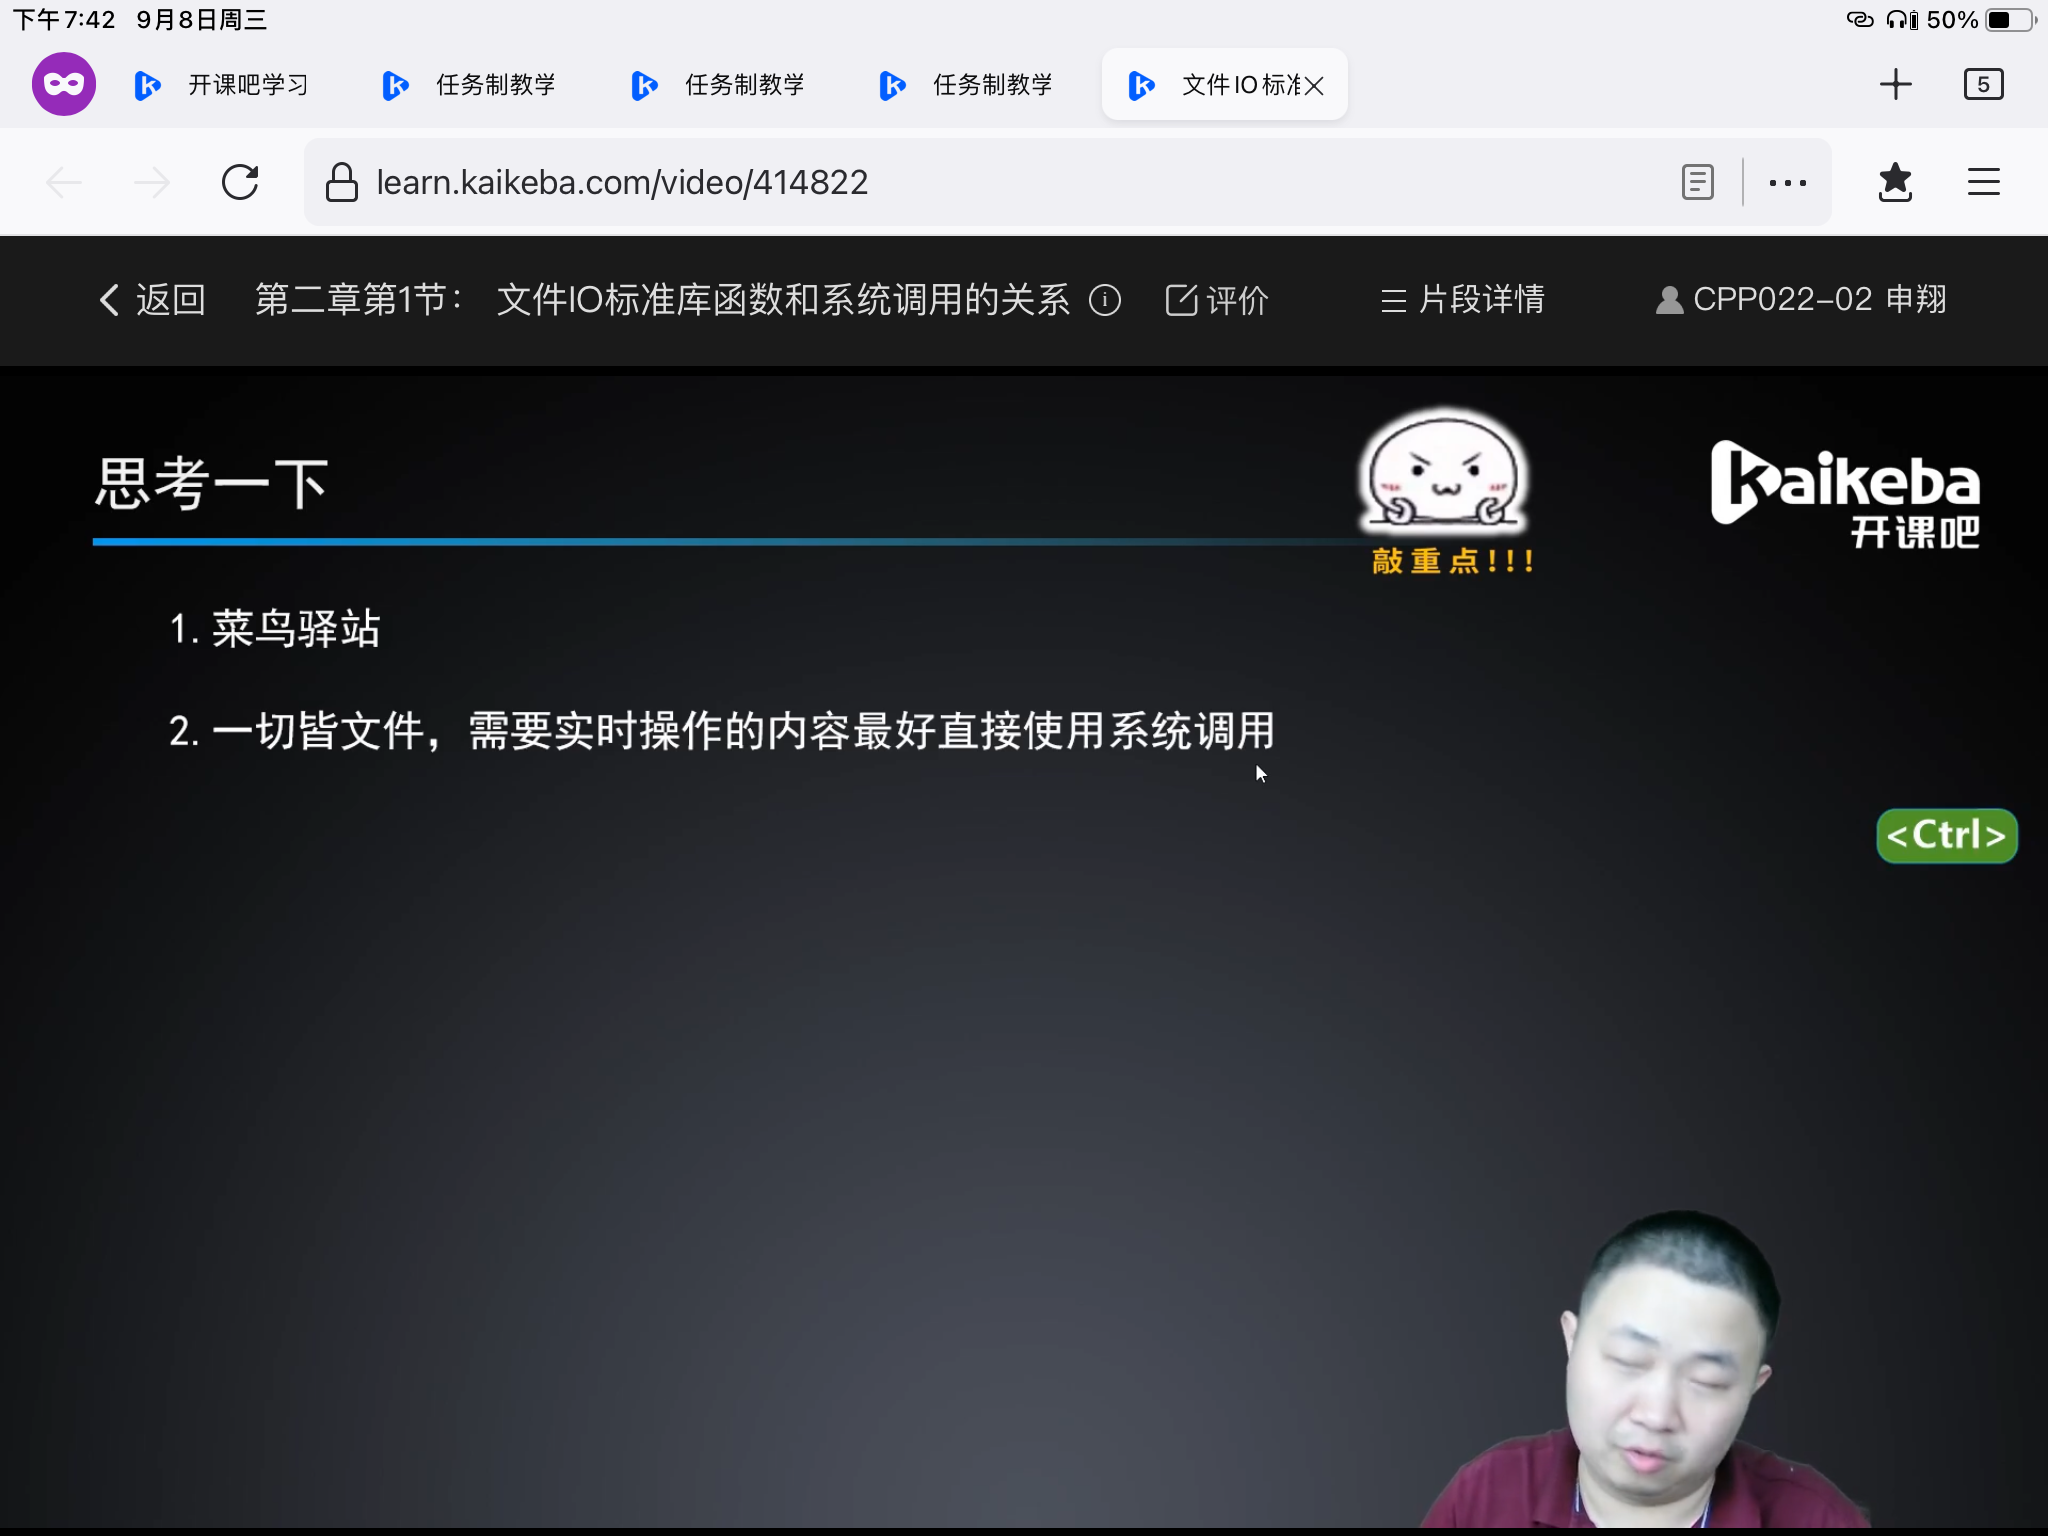 下午7:42 9月8日周三
50%
开课吧学习
任务制教学
任务制教学
任务制教学
文件IO标准
5
learn.kaikeba.com/video/414822
返回
第二章第1节： 文件IO标准库函数和系统调用的关系
评价
片段详情
CPP022-02 申翔
思考一下
敲重点!!!
kaikeba
开课吧
1. 菜鸟驿站
2. 一切皆文件，需要实时操作的内容最好直接使用系统调用
<Ctrl>